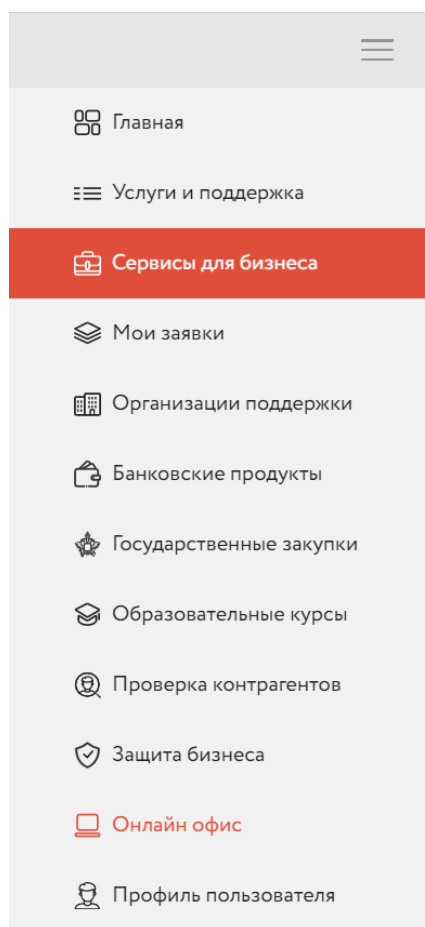 Главная
Услуги и поддержка
Сервисы для бизнеса
Мои заявки
Организации поддержки
Банковские продукты
Государственные закупки
Образовательные курсы
Проверка контрагентов
Защита бизнеса
Онлайн офис
Профиль пользователя